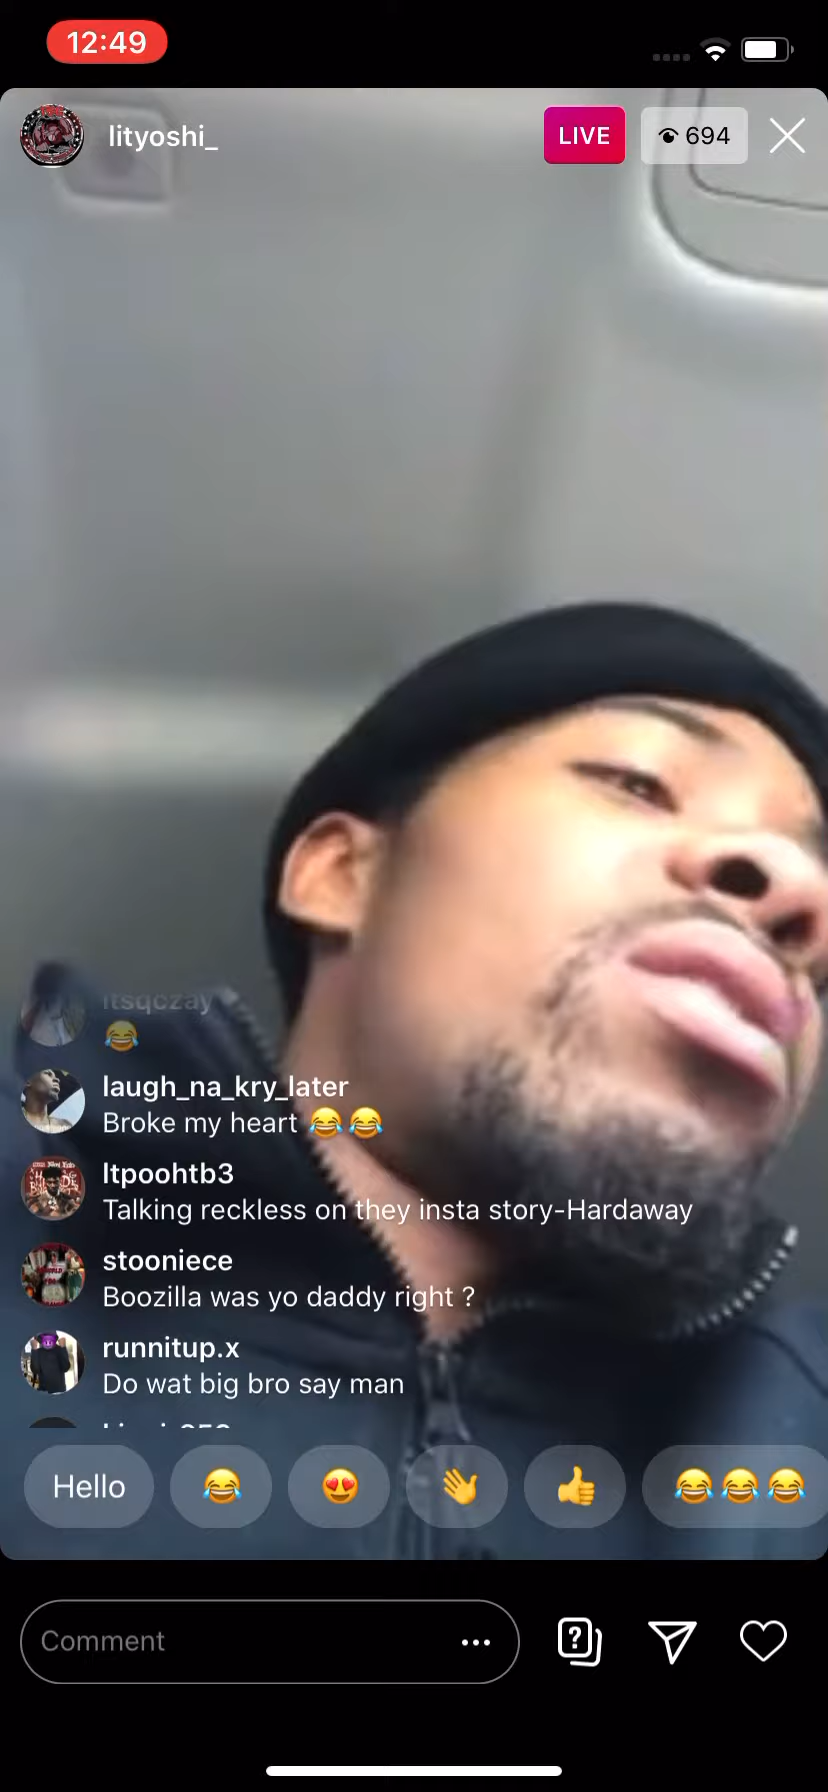 12:49
lityoshi_
LIVE
694
itsqczay
😂
laugh_na_kry_later
Broke my heart 😂😂
ltpoohtb3
Talking reckless on they insta story-Hardaway
stooniece
Boozilla was yo daddy right ?
runnitup.x
Do wat big bro say man
Hello 😂 😍 👋 👍 😂😂😂
Comment